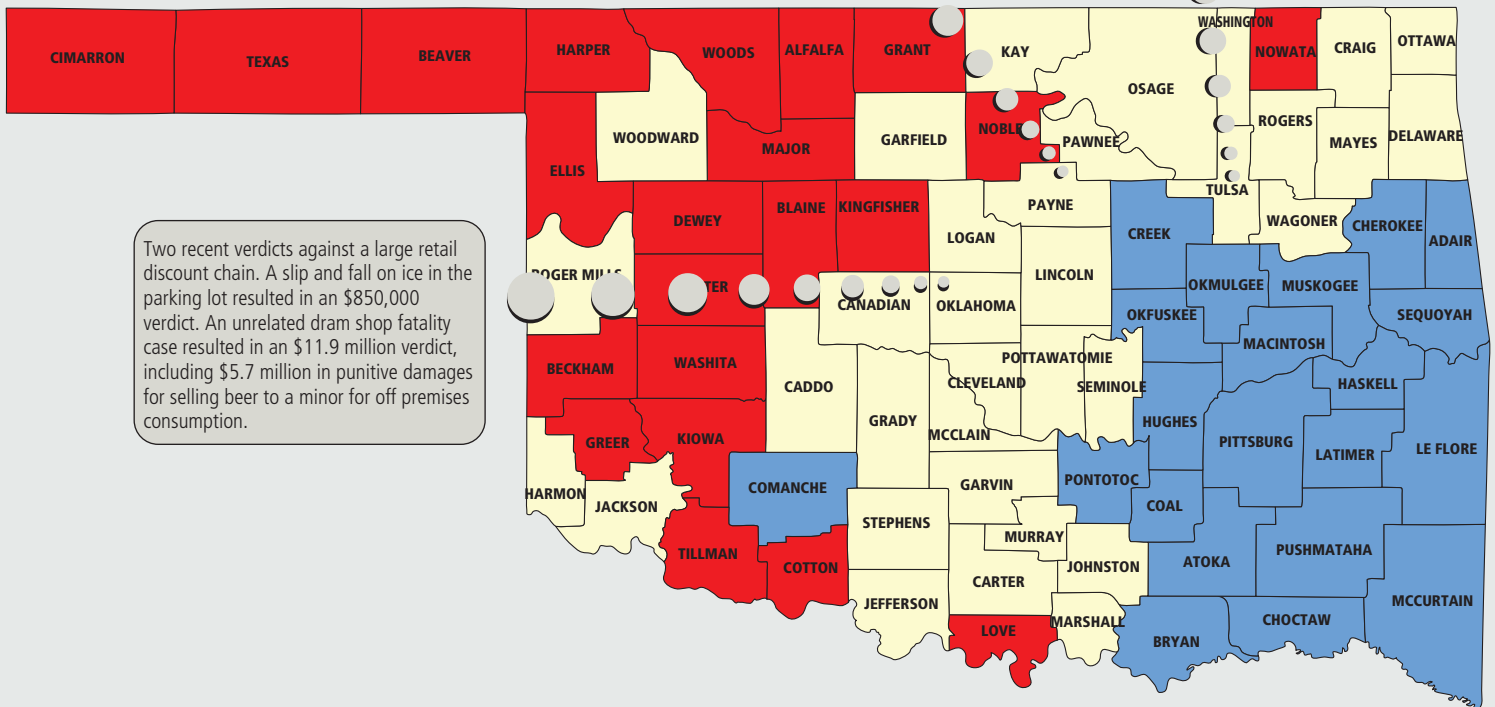 WASHINGTON
CIMARRON
TEXAS
BEAVER
HARPER
WOODS
ALFALFA
GRANT
KAY
OSAGE
NOWATA
CRAIG
OTTAWA
WOODWARD
ELLIS
MAJOR
GARFIELD
NOBLE
PAWNEE
ROGERS
MAYES
DELAWARE
TULSA
DEWEY
BLAINE
KINGFISHER
LOGAN
PAYNE
CREEK
WAGONER
CHEROKEE
ADAIR
Two recent verdicts against a large retail
discount chain. A slip and fall on ice in the
parking lot resulted in an $850,000
verdict. An unrelated dram shop fatality
case resulted in an $11.9 million verdict,
including $5.7 million in punitive damages
for selling beer to a minor for off premises
consumption.
ROGER MILLS
TER
CANADIAN
OKLAHOMA
LINCOLN
OKMULGEE
MUSKOGEE
OKFUSKEE
SEQUOYAH
MACINTOSH
BECKHAM
WASHITA
CADDO
POTTAWATOMIE
CLEVELAND
SEMINOLE
HASKELL
GREER
KIOWA
GRADY
MCCLAIN
HUGHES
PITTSBURG
LATIMER
LE FLORE
HARMON
JACKSON
COMANCHE
GARVIN
PONTOTOC
COAL
STEPHENS
MURRAY
TILLMAN
COTTON
CARTER
JOHNSTON
ATOKA
PUSHMATAHA
JEFFERSON
LOVE
MARSHALL
BRYAN
CHOCTAW
MCCURTAIN